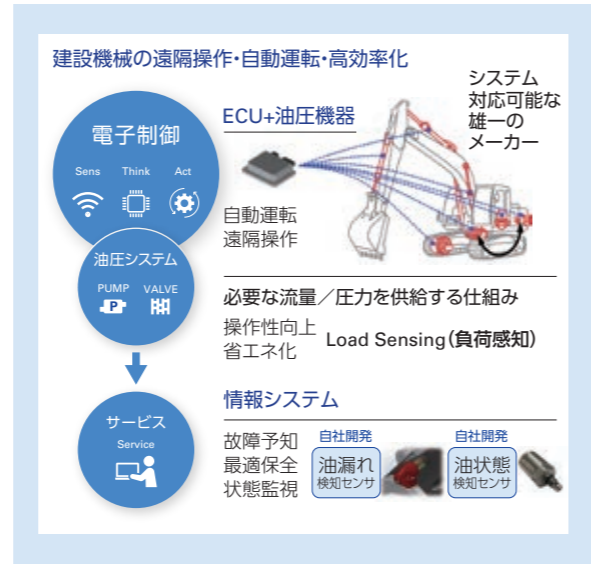 建設機械の遠隔操作・自動運転・高効率化
電子制御
Sens Think Act
油圧システム
PUMP VALVE
P
サービス
Service
ECU+油圧機器
システム
対応可能な
雄一の
メーカー
自動運転
遠隔操作
必要な流量／圧力を供給する仕組み
操作性向上
省エネ化
Load Sensing(負荷感知)
情報システム
故障予知
最適保全
状態監視
自社開発
油漏れ
検知センサ
自社開発
油状態
検知センサ